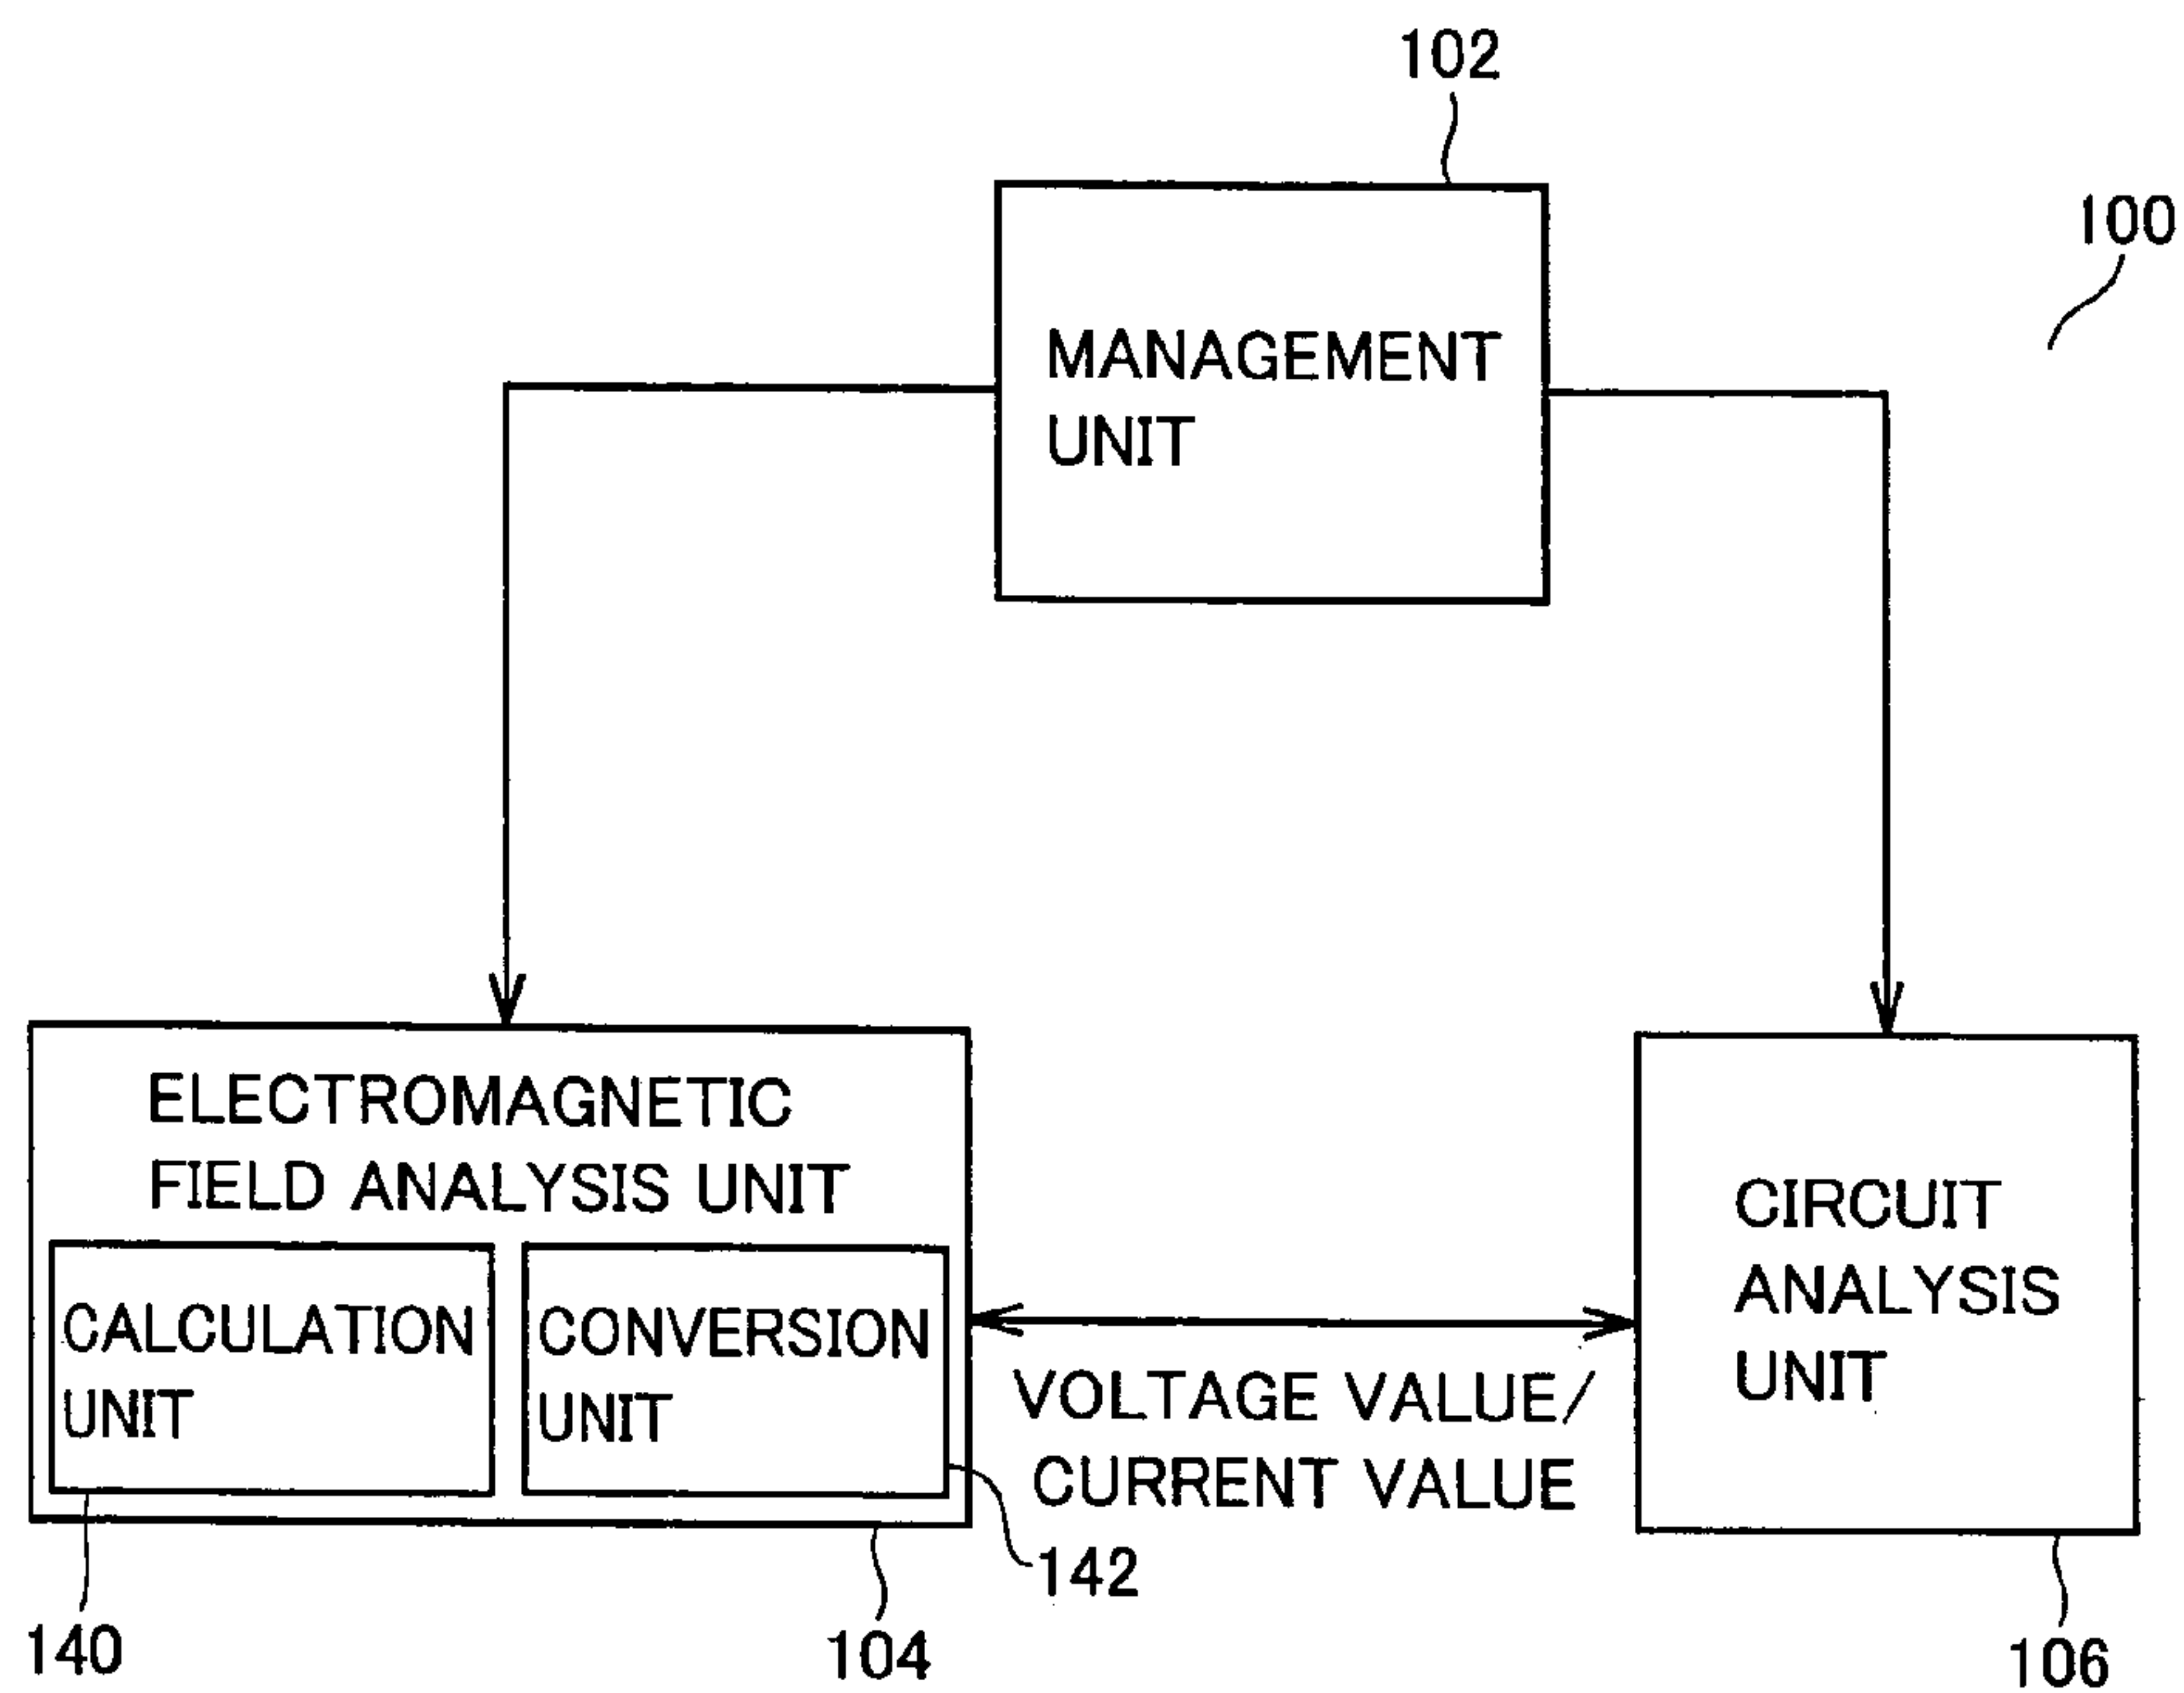 102
100
MANAGEMENT
UNIT
ELECTROMAGNETIC
FIELD ANALYSIS UNIT
CALCULATION
UNIT
CONVERSION
UNIT
VOLTAGE VALUE/
CURRENT VALUE
CIRCUIT
ANALYSIS
UNIT
142
140
104
106